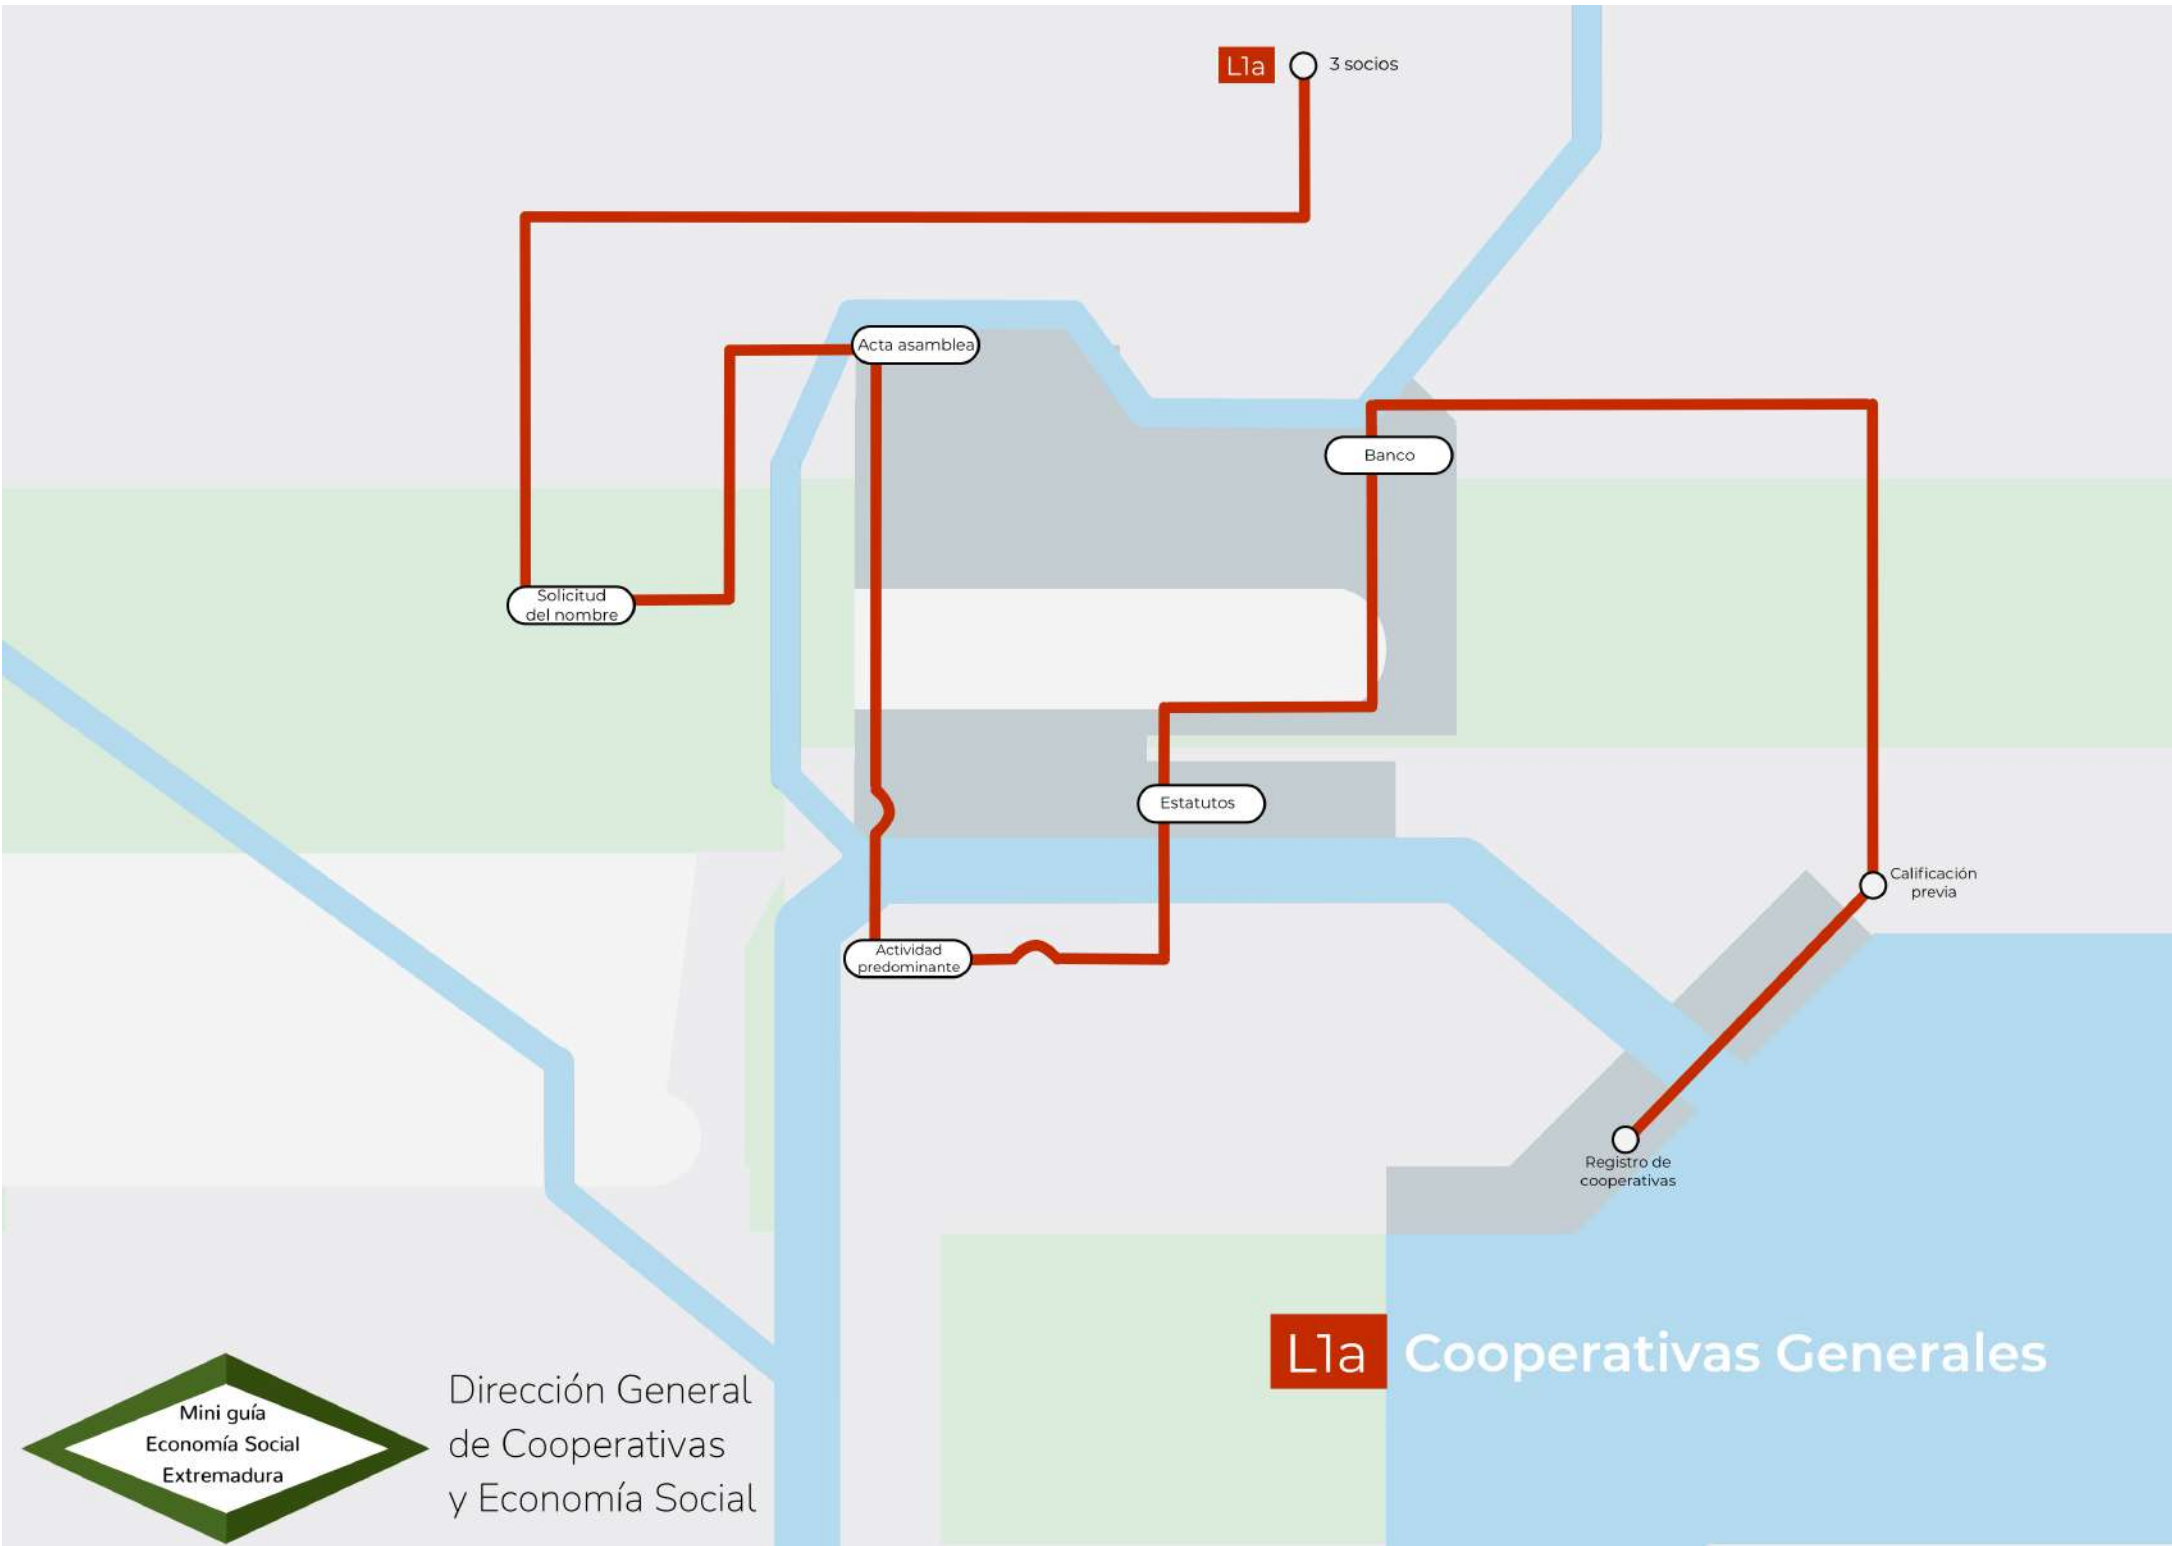 L1a
3 socios
Acta asamblea
Banco
Solicitud
del nombre
Estatutos
Calificación
previa
Actividad
predominante
Registro de
cooperativas
L1a Cooperativas Generales
Mini guía
Economía Social
Extremadura
Dirección General
de Cooperativas
y Economía Social